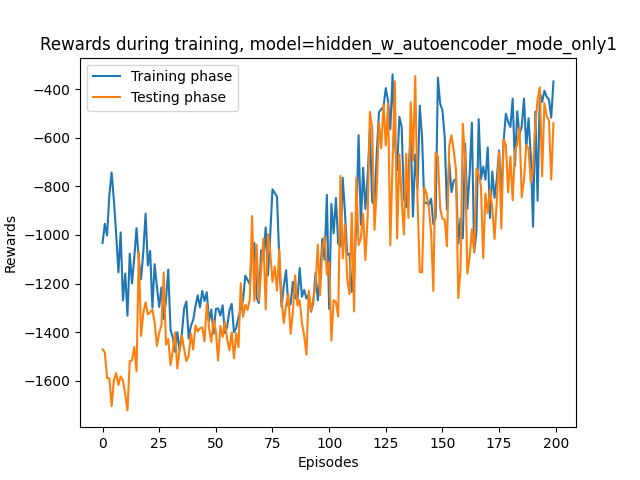 Rewards during training, model=hidden_w_autoencoder_mode_only1
Training phase
Testing phase
−400
−600
−800
−1000
−1200
−1400
−1600
Rewards
0 25 50 75 100 125 150 175 200
Episodes